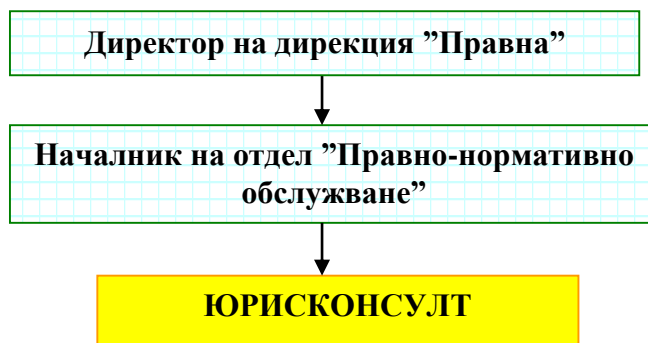 Директор на дирекция ”Правна”
Началник на отдел ”Правно-нормативно
обслужване”
ЮРИСКОНСУЛТ